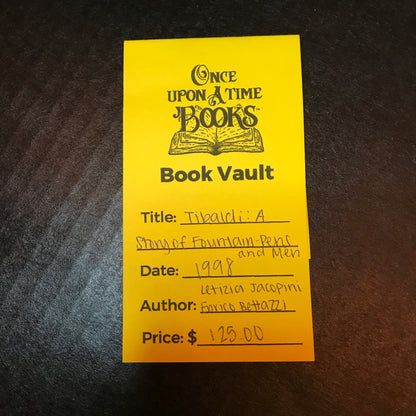 ONCE
UPON A TIME
BOOKS
Book Vault
Title: Tibaldi: A
Story of Fountain-Pens
and Men
Date: 1998
Letizia Jacopini
Author: Enrico Bettazzi
Price: $ 125.00